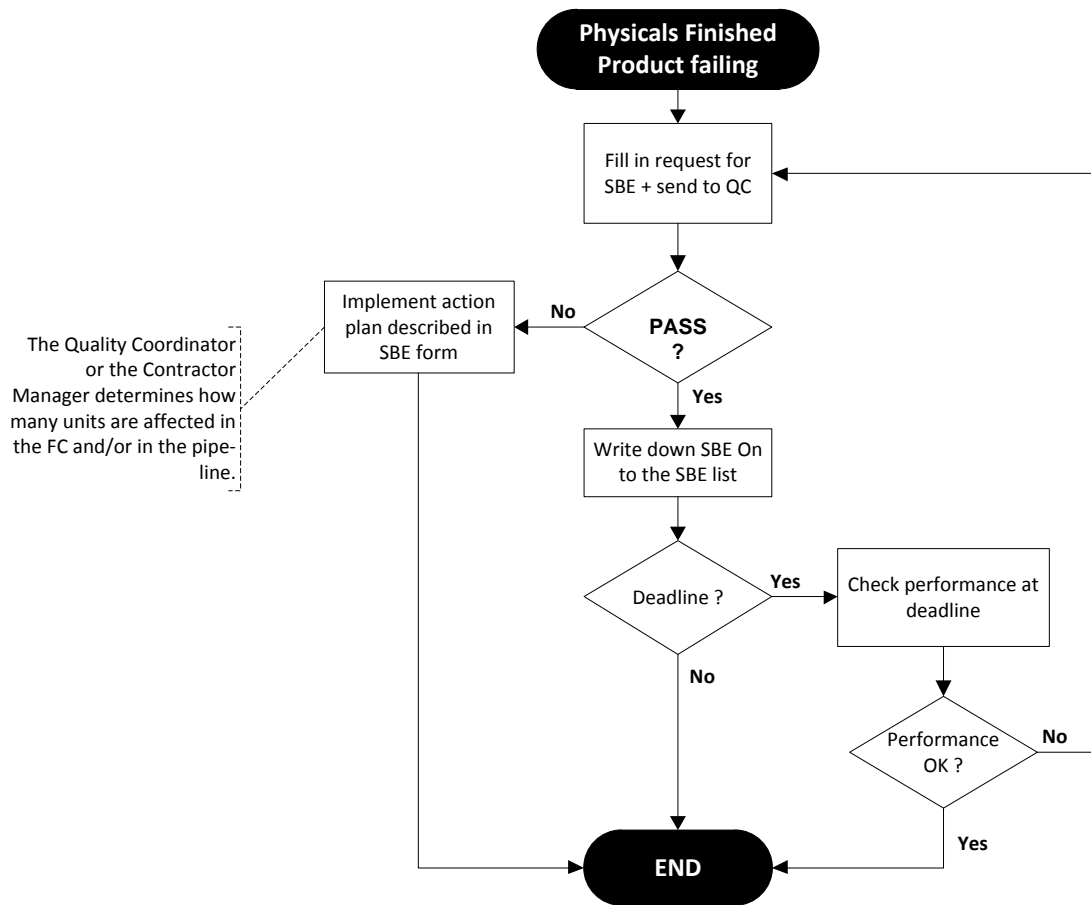 Physicals Finished
Product failing
Fill in request for
SBE + send to QC
Implement action
plan described in
SBE form
No
PASS
?
The Quality Coordinator
or the Contractor
Manager determines how
many units are affected in
the FC and/or in the pipe-
line.
Yes
Write down SBE On
to the SBE list
Deadline ?
Yes
Check performance at
deadline
No
Performance
OK ?
No
Yes
END